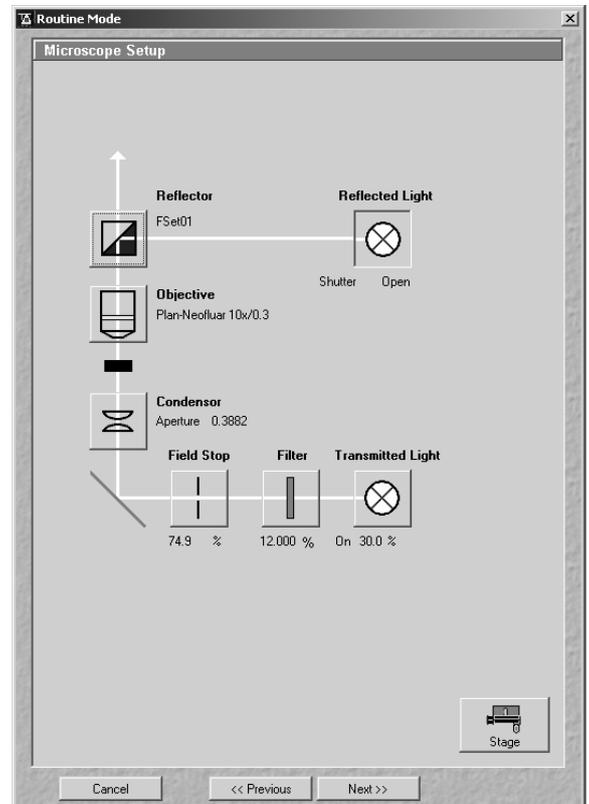 Routine Mode
Microscope Setup
Reflector
Reflected Light
FSet01
Shutter Open
Objective
Plan-Neofluar 10x/0.3
Condensor
Aperture 0.3882
Field Stop Filter Transmitted Light
74.9 % 12.000 % On 30.0 %
Stage
Cancel << Previous Next >>